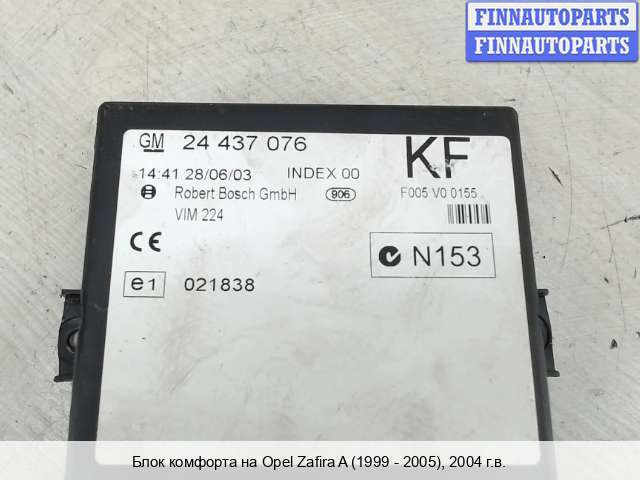 FINNAUTOPARTS
FINNAUTOPARTS
GM 24 437 076 KF
14:41 28/06/03 INDEX 00
Robert Bosch GmbH 906 F005 V0 0155
VIM 224
CE N153
e1 021838
Блок комфорта на Opel Zafira A (1999 - 2005), 2004 г.в.